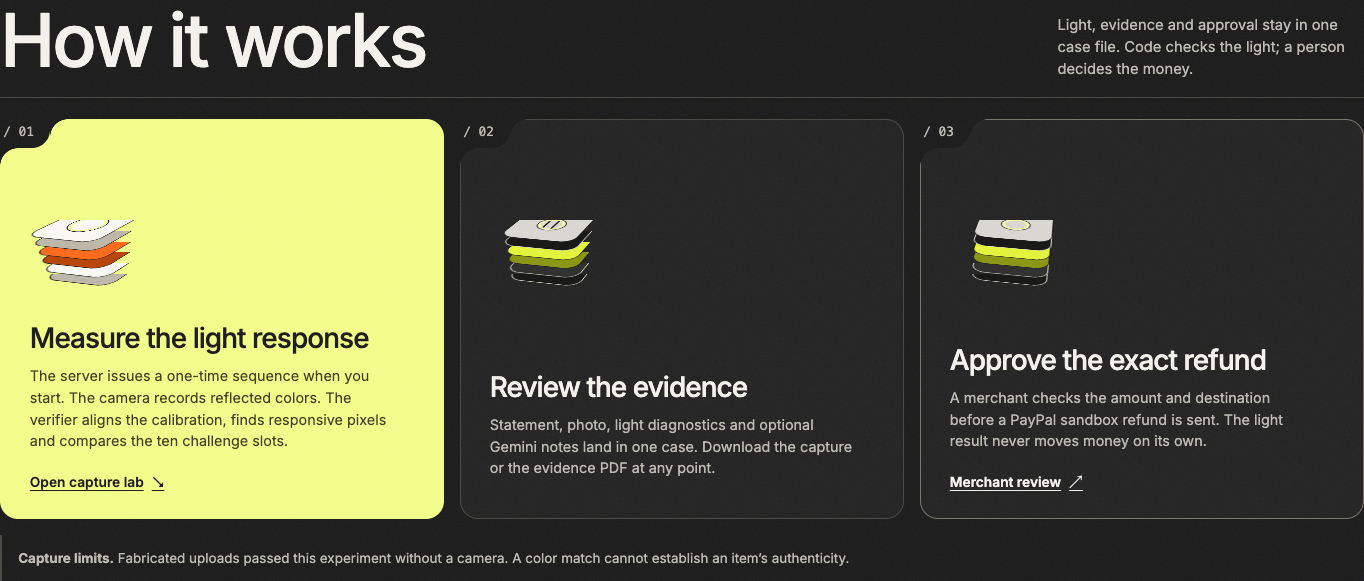 How it works
Light, evidence and approval stay in one
case file. Code checks the light; a person
decides the money.
/ 01
Measure the light response
The server issues a one-time sequence when you
start. The camera records reflected colors. The
verifier aligns the calibration, finds responsive pixels
and compares the ten challenge slots.
Open capture lab ↘
/ 02
Review the evidence
Statement, photo, light diagnostics and optional
Gemini notes land in one case. Download the capture
or the evidence PDF at any point.
/ 03
Approve the exact refund
A merchant checks the amount and destination
before a PayPal sandbox refund is sent. The light
result never moves money on its own.
Merchant review ↗
Capture limits. Fabricated uploads passed this experiment without a camera. A color match cannot establish an item’s authenticity.